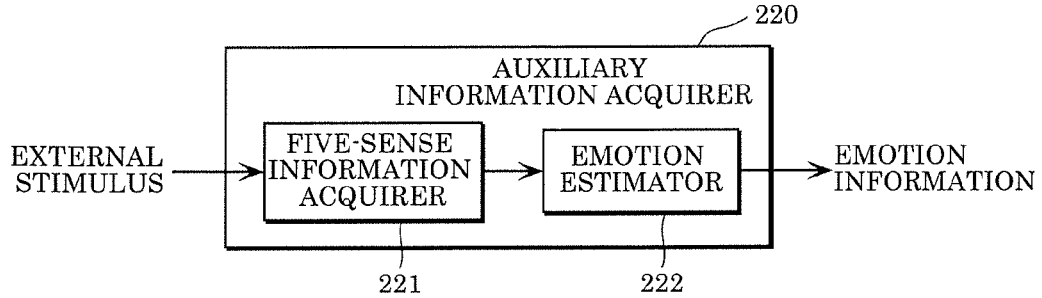 220
AUXILIARY
INFORMATION ACQUIRER
EXTERNAL
STIMULUS
FIVE-SENSE
INFORMATION
ACQUIRER
EMOTION
ESTIMATOR
EMOTION
INFORMATION
221
222